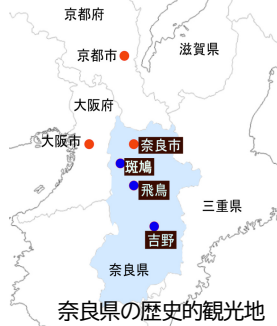 京都府
滋賀県
京都市
大阪府
大阪市
奈良市
斑鳩
飛鳥
三重県
吉野
奈良県
奈良県の歴史的観光地